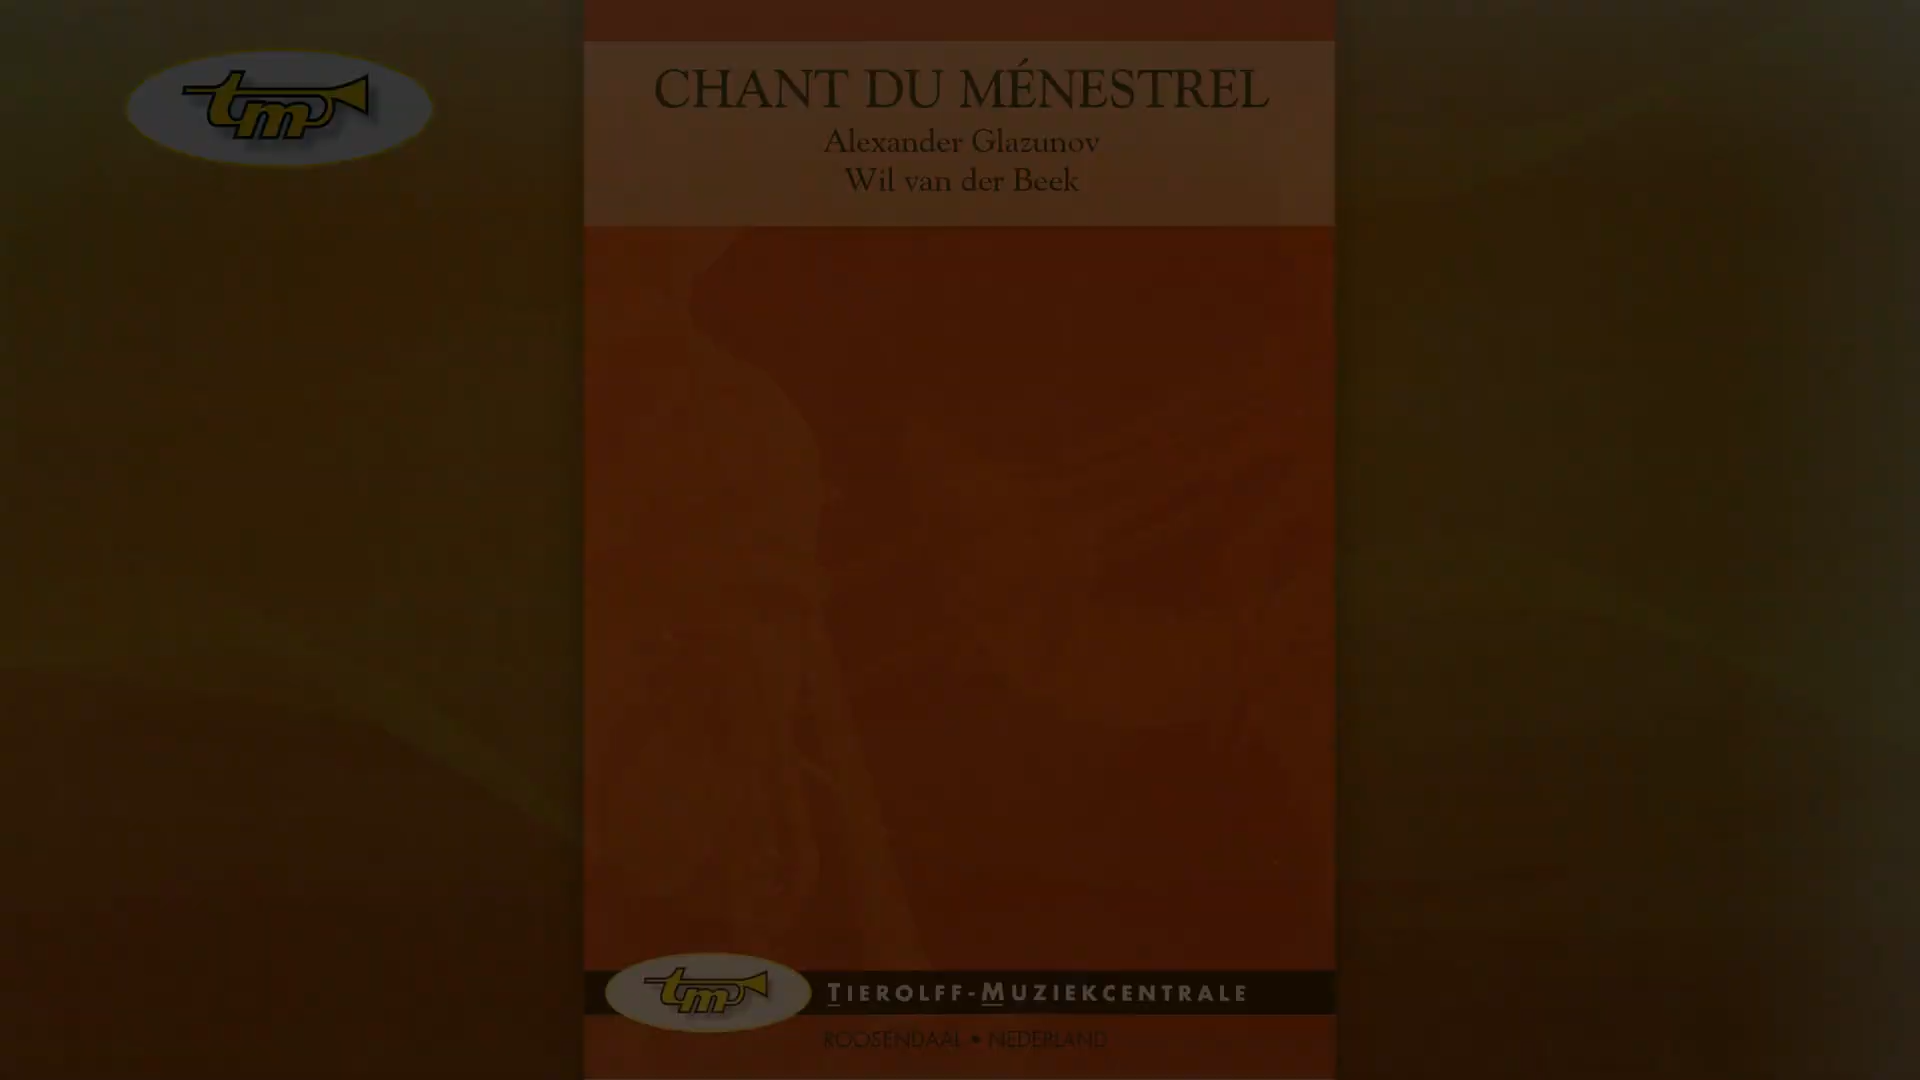 tm
CHANT DU MÉNESTREL
Alexander Glazunov
Wil van der Beek
tm
TIEROLFF-MUZIEKCENTRALE
ROOSENDAAL • NEDERLAND